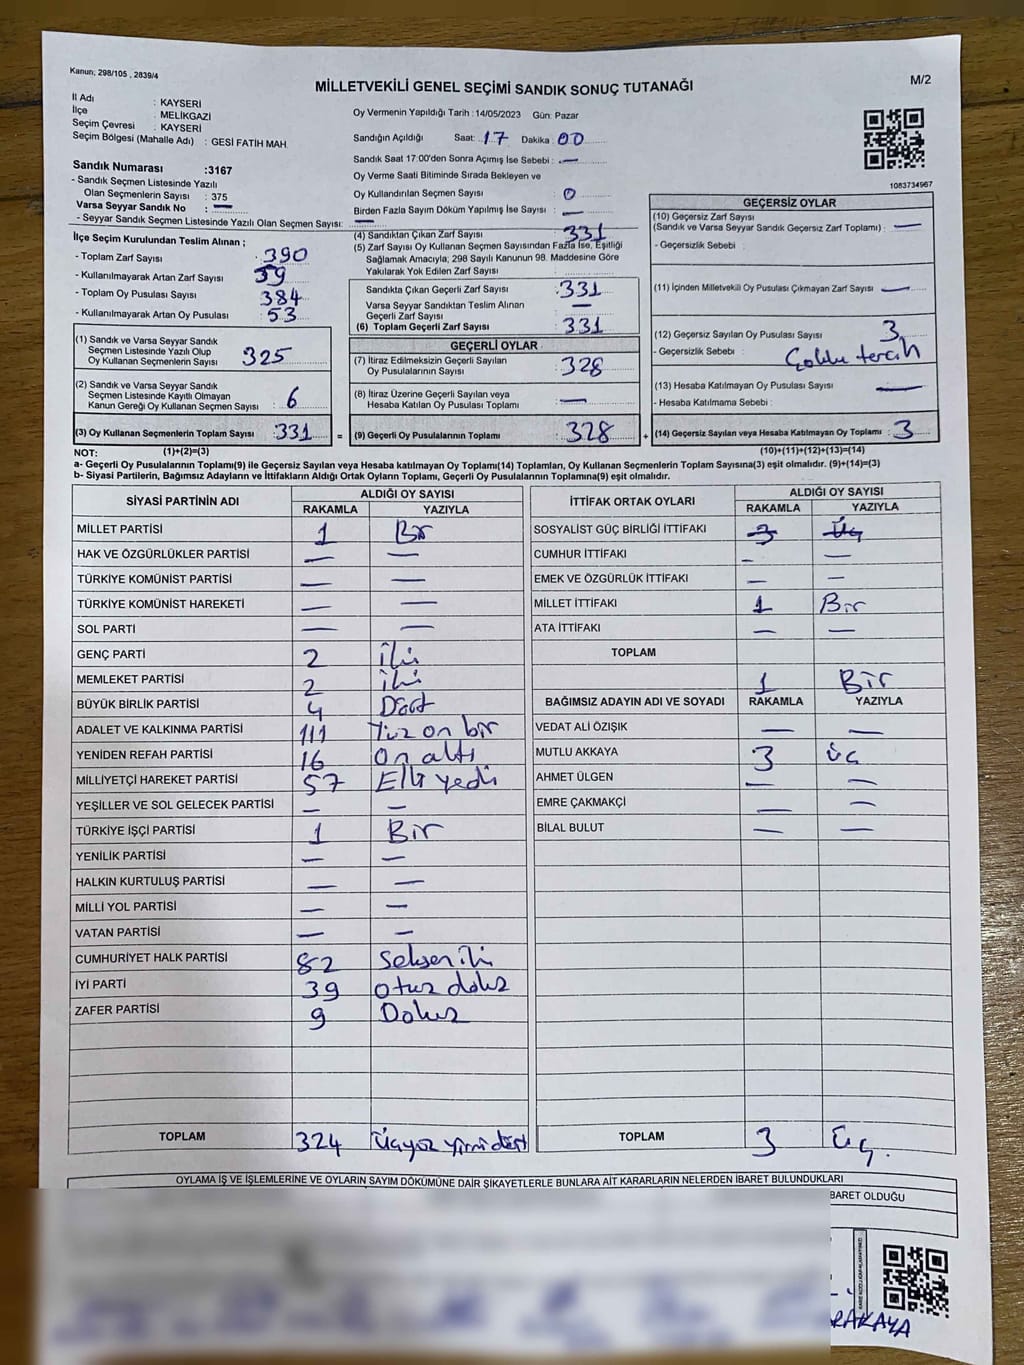 Kanun; 298/105 , 2839/4
MİLLETVEKİLİ GENEL SEÇİMİ SANDIK SONUÇ TUTANAĞI
M/2
İl Adı : KAYSERİ
İlçe : MELİKGAZİ
Seçim Çevresi : KAYSERİ
Seçim Bölgesi (Mahalle Adı) : GESİ FATİH MAH.
Sandık Numarası :3167
- Sandık Seçmen Listesinde Yazılı
Olan Seçmenlerin Sayısı : 375
Varsa Seyyar Sandık No : —
- Seyyar Sandık Seçmen Listesinde Yazılı Olan Seçmen Sayısı: —
Oy Vermenin Yapıldığı Tarih : 14/05/2023 Gün: Pazar
Sandığın Açıldığı Saat: 17 Dakika : 00
Sandık Saat 17:00'den Sonra Açımış İse Sebebi : —
Oy Verme Saati Bitiminde Sırada Bekleyen ve
Oy Kullandırılan Seçmen Sayısı : 0
Birden Fazla Sayım Döküm Yapılmış İse Sayısı : —
1083734967
İlçe Seçim Kurulundan Teslim Alınan ;
- Toplam Zarf Sayısı : 390
- Kullanılmayarak Artan Zarf Sayısı : 59
- Toplam Oy Pusulası Sayısı : 384
- Kullanılmayarak Artan Oy Pusulası : 53
(1) Sandık ve Varsa Seyyar Sandık
Seçmen Listesinde Yazılı Olup
Oy Kullanan Seçmenlerin Sayısı : 325
(2) Sandık ve Varsa Seyyar Sandık
Seçmen Listesinde Kayıtlı Olmayan
Kanun Gereği Oy Kullanan Seçmen Sayısı : 6
(3) Oy Kullanan Seçmenlerin Toplam Sayısı : 331
(4) Sandıktan Çıkan Zarf Sayısı : 331
(5) Zarf Sayısı Oy Kullanan Seçmen Sayısından Fazla İse, Eşitliği
Sağlamak Amacıyla, 298 Sayılı Kanunun 98. Maddesine Göre
Yakılarak Yok Edilen Zarf Sayısı :
Sandıkta Çıkan Geçerli Zarf Sayısı : 331
Varsa Seyyar Sandıktan Teslim Alınan
Geçerli Zarf Sayısı : —
(6) Toplam Geçerli Zarf Sayısı : 331
GEÇERLİ OYLAR
(7) İtiraz Edilmeksizin Geçerli Sayılan
Oy Pusulalarının Sayısı : 328
(8) İtiraz Üzerine Geçerli Sayılan veya
Hesaba Katılan Oy Pusulası Toplamı : —
= (9) Geçerli Oy Pusulalarının Toplamı : 328
GEÇERSİZ OYLAR
(10) Geçersiz Zarf Sayısı
(Sandık ve Varsa Seyyar Sandık Geçersiz Zarf Toplamı) : —
- Geçersizlik Sebebi :
(11) İçinden Milletvekili Oy Pusulası Çıkmayan Zarf Sayısı : —
(12) Geçersiz Sayılan Oy Pusulası Sayısı : 3
- Geçersizlik Sebebi : Çoklu tercih
(13) Hesaba Katılmayan Oy Pusulası Sayısı : —
- Hesaba Katılmama Sebebi :
+ (14) Geçersiz Sayılan veya Hesaba Katılmayan Oy Toplamı : 3
NOT: (1)+(2)=(3) (10)+(11)+(12)+(13)=(14)
a- Geçerli Oy Pusulalarının Toplamı(9) ile Geçersiz Sayılan veya Hesaba katılmayan Oy Toplamı(14) Toplamları, Oy Kullanan Seçmenlerin Toplam Sayısına(3) eşit olmalıdır. (9)+(14)=(3)
b- Siyasi Partilerin, Bağımsız Adayların ve İttifakların Aldığı Ortak Oyların Toplamı, Geçerli Oy Pusulalarının Toplamına(9) eşit olmalıdır.
SİYASİ PARTİNİN ADI ALDIĞI OY SAYISI
RAKAMLA YAZIYLA
MİLLET PARTİSİ 1 Bir
HAK VE ÖZGÜRLÜKLER PARTİSİ — —
TÜRKİYE KOMÜNİST PARTİSİ — —
TÜRKİYE KOMÜNİST HAREKETİ — —
SOL PARTİ — —
GENÇ PARTİ 2 İki
MEMLEKET PARTİSİ 2 iki
BÜYÜK BİRLİK PARTİSİ 4 Dört
ADALET VE KALKINMA PARTİSİ 111 Yüz on bir
YENİDEN REFAH PARTİSİ 16 On altı
MİLLİYETÇİ HAREKET PARTİSİ 57 Elli yedi
YEŞİLLER VE SOL GELECEK PARTİSİ — —
TÜRKİYE İŞÇİ PARTİSİ 1 Bir
YENİLİK PARTİSİ — —
HALKIN KURTULUŞ PARTİSİ — —
MİLLİ YOL PARTİSİ — —
VATAN PARTİSİ — —
CUMHURİYET HALK PARTİSİ 82 Seksen iki
İYİ PARTİ 39 otuz dokuz
ZAFER PARTİSİ 9 Dokuz
TOPLAM 324 Üçyüz yirmi dört
İTTİFAK ORTAK OYLARI ALDIĞI OY SAYISI
RAKAMLA YAZIYLA
SOSYALİST GÜÇ BİRLİĞİ İTTİFAKI 3 Üç
CUMHUR İTTİFAKI — —
EMEK VE ÖZGÜRLÜK İTTİFAKI — —
MİLLET İTTİFAKI 1 Bir
ATA İTTİFAKI — —
TOPLAM 1 Bir
BAĞIMSIZ ADAYIN ADI VE SOYADI RAKAMLA YAZIYLA
VEDAT ALİ ÖZIŞIK — —
MUTLU AKKAYA 3 üç
AHMET ÜLGEN — —
EMRE ÇAKMAKÇİ — —
BİLAL BULUT — —
TOPLAM 3 üç.
OYLAMA İŞ VE İŞLEMLERİNE VE OYLARIN SAYIM DÖKÜMÜNE DAİR ŞİKAYETLERLE BUNLARA AİT KARARLARIN NELERDEN İBARET BULUNDUKLARI
BARET OLDUĞU
RAKAYA